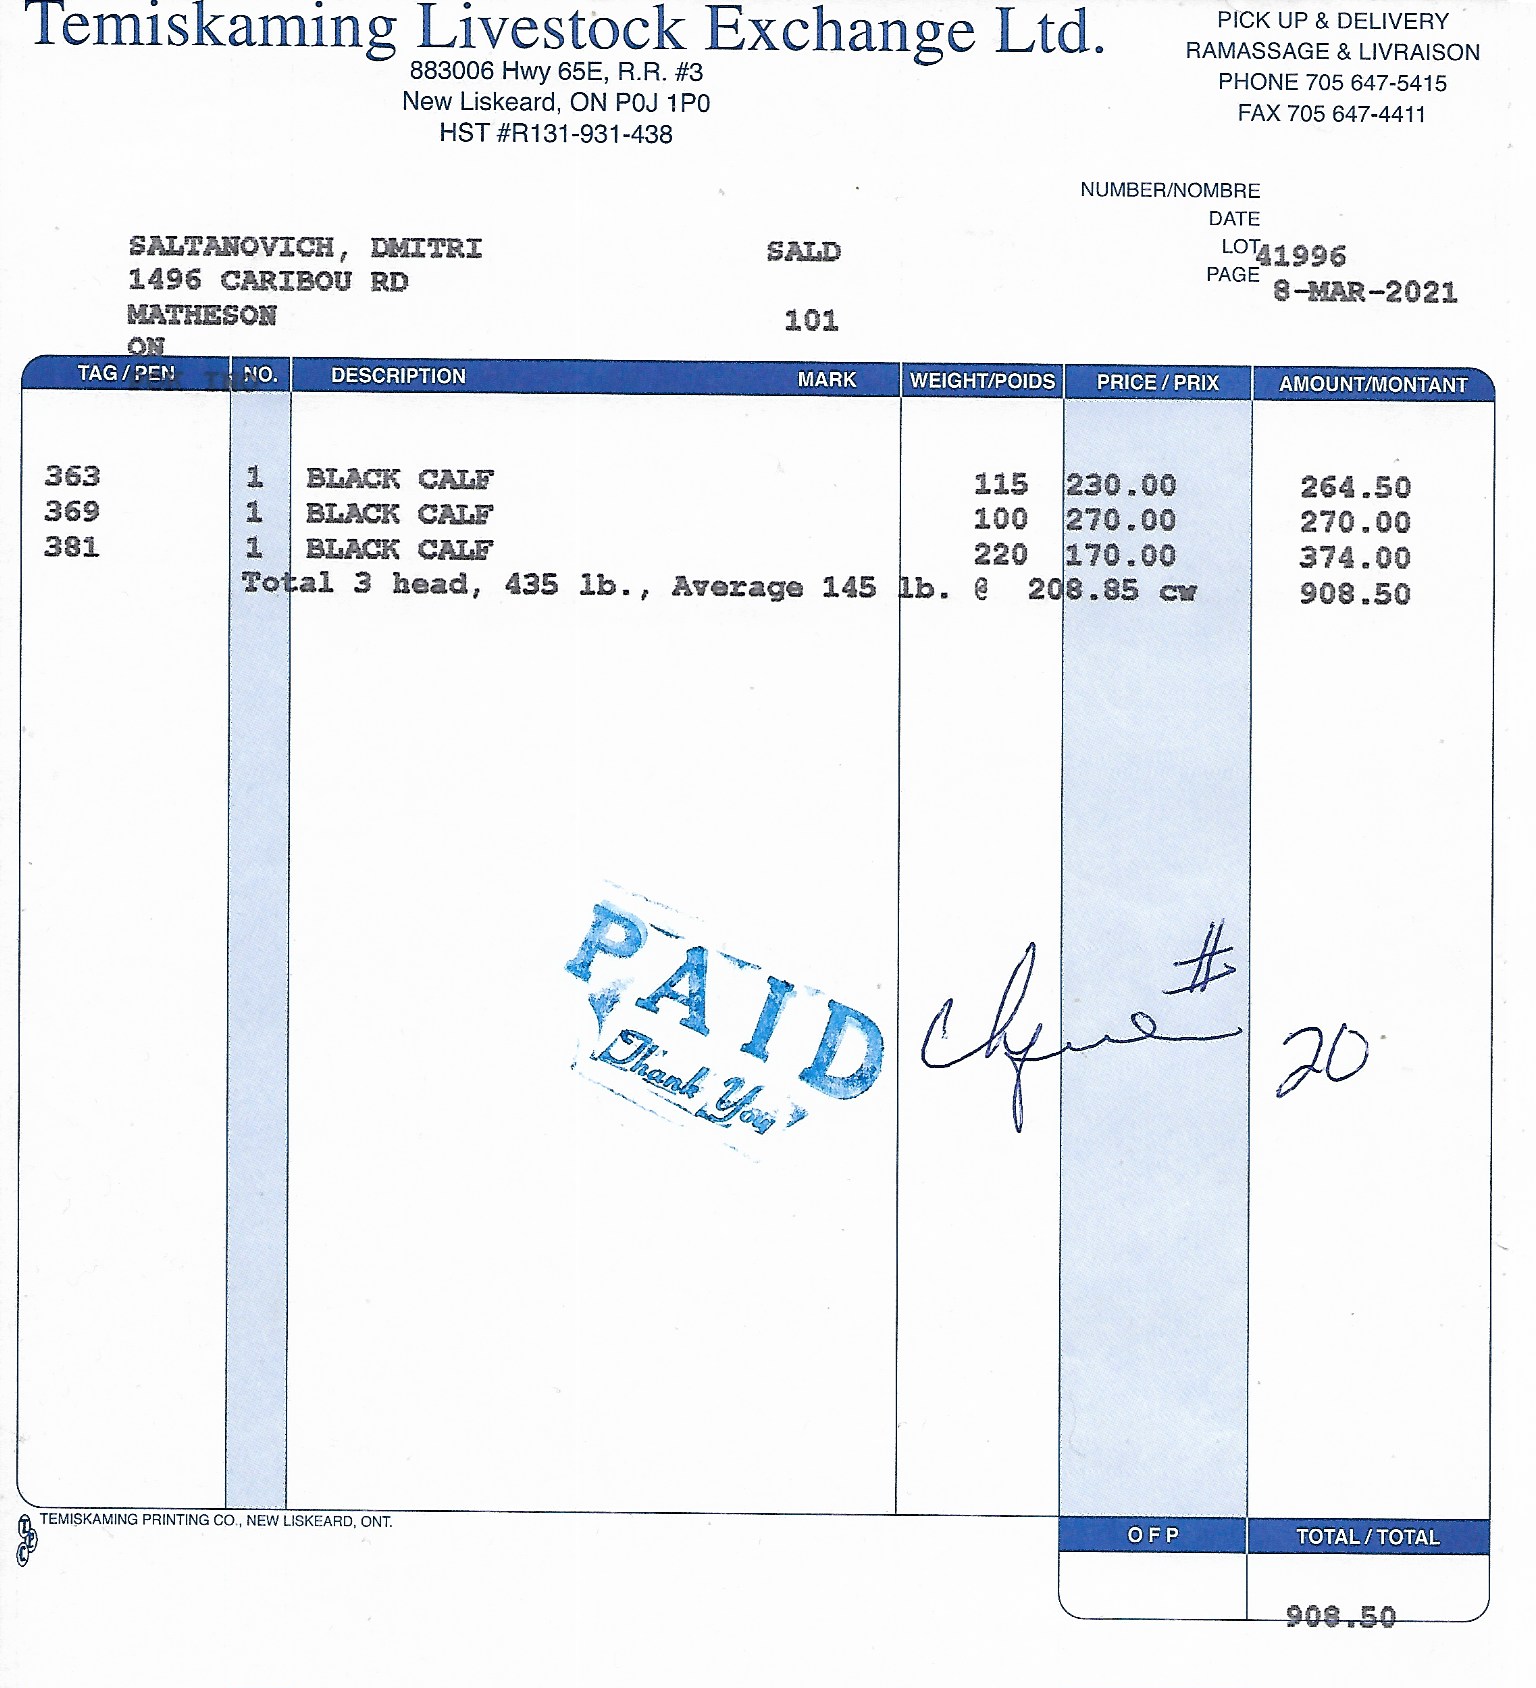 Temiskaming Livestock Exchange Ltd.
883006 Hwy 65E, R.R. #3
New Liskeard, ON P0J 1P0
HST #R131-931-438
PICK UP & DELIVERY
RAMASSAGE & LIVRAISON
PHONE 705 647-5415
FAX 705 647-4411
NUMBER/NOMBRE
DATE
LOT 41996
PAGE 8-MAR-2021
SALTANOVICH, DMITRI SALD
1496 CARIBOU RD
MATHESON 101
ON
TAG / PEN NO. DESCRIPTION MARK WEIGHT/POIDS PRICE / PRIX AMOUNT/MONTANT
363 1 BLACK CALF 115 230.00 264.50
369 1 BLACK CALF 100 270.00 270.00
381 1 BLACK CALF 220 170.00 374.00
Total 3 head, 435 lb., Average 145 lb. @ 208.85 cw 908.50
PAID
Thank You
Cheque # 20
TEMISKAMING PRINTING CO., NEW LISKEARD, ONT.
TPC
OFP TOTAL / TOTAL
908.50